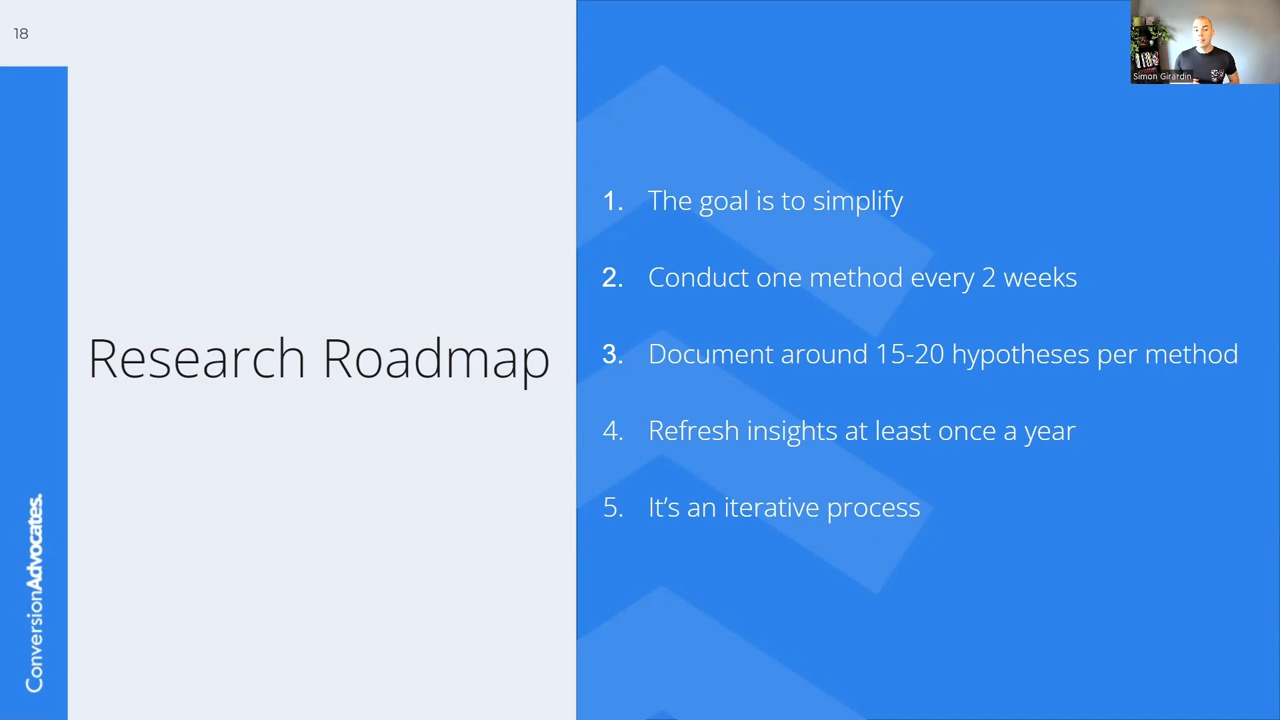 18
Simon Girardin
Research Roadmap
1. The goal is to simplify
2. Conduct one method every 2 weeks
3. Document around 15-20 hypotheses per method
4. Refresh insights at least once a year
5. It’s an iterative process
ConversionAdvocates.